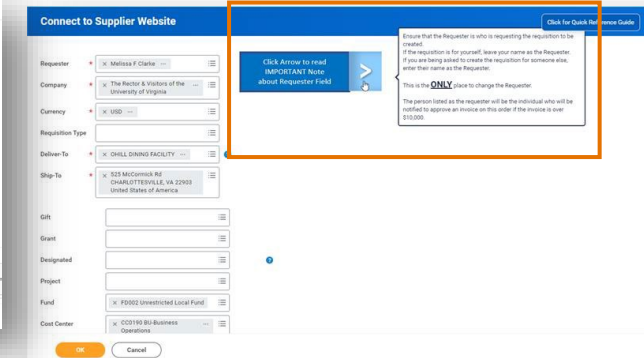 Connect to Supplier Website
Click for Quick Reference Guide
Requester * × Melissa F Clarke ...
Company * × The Rector & Visitors of the ...
University of Virginia
Currency * × USD ...
Requisition Type
Deliver-To * × OHILL DINING FACILITY ...
Ship-To * × 525 McCormick Rd
CHARLOTTESVILLE, VA 22903
United States of America
Gift
Grant
Designated
Project
Fund × FD002 Unrestricted Local Fund
Cost Center × CC0190 BU-Business ...
Operations
OK
Cancel
Click Arrow to read
IMPORTANT Note
about Requester Field
>
Ensure that the Requester is who is requesting the requisition to be
created.
If the requisition is for yourself, leave your name as the Requester.
If you are being asked to create the requisition for someone else,
enter their name as the Requester.
This is the ONLY place to change the Requester.
The person listed as the requester will be the individual who will be
notified to approve an invoice on this order if the invoice is over
$10,000.
?